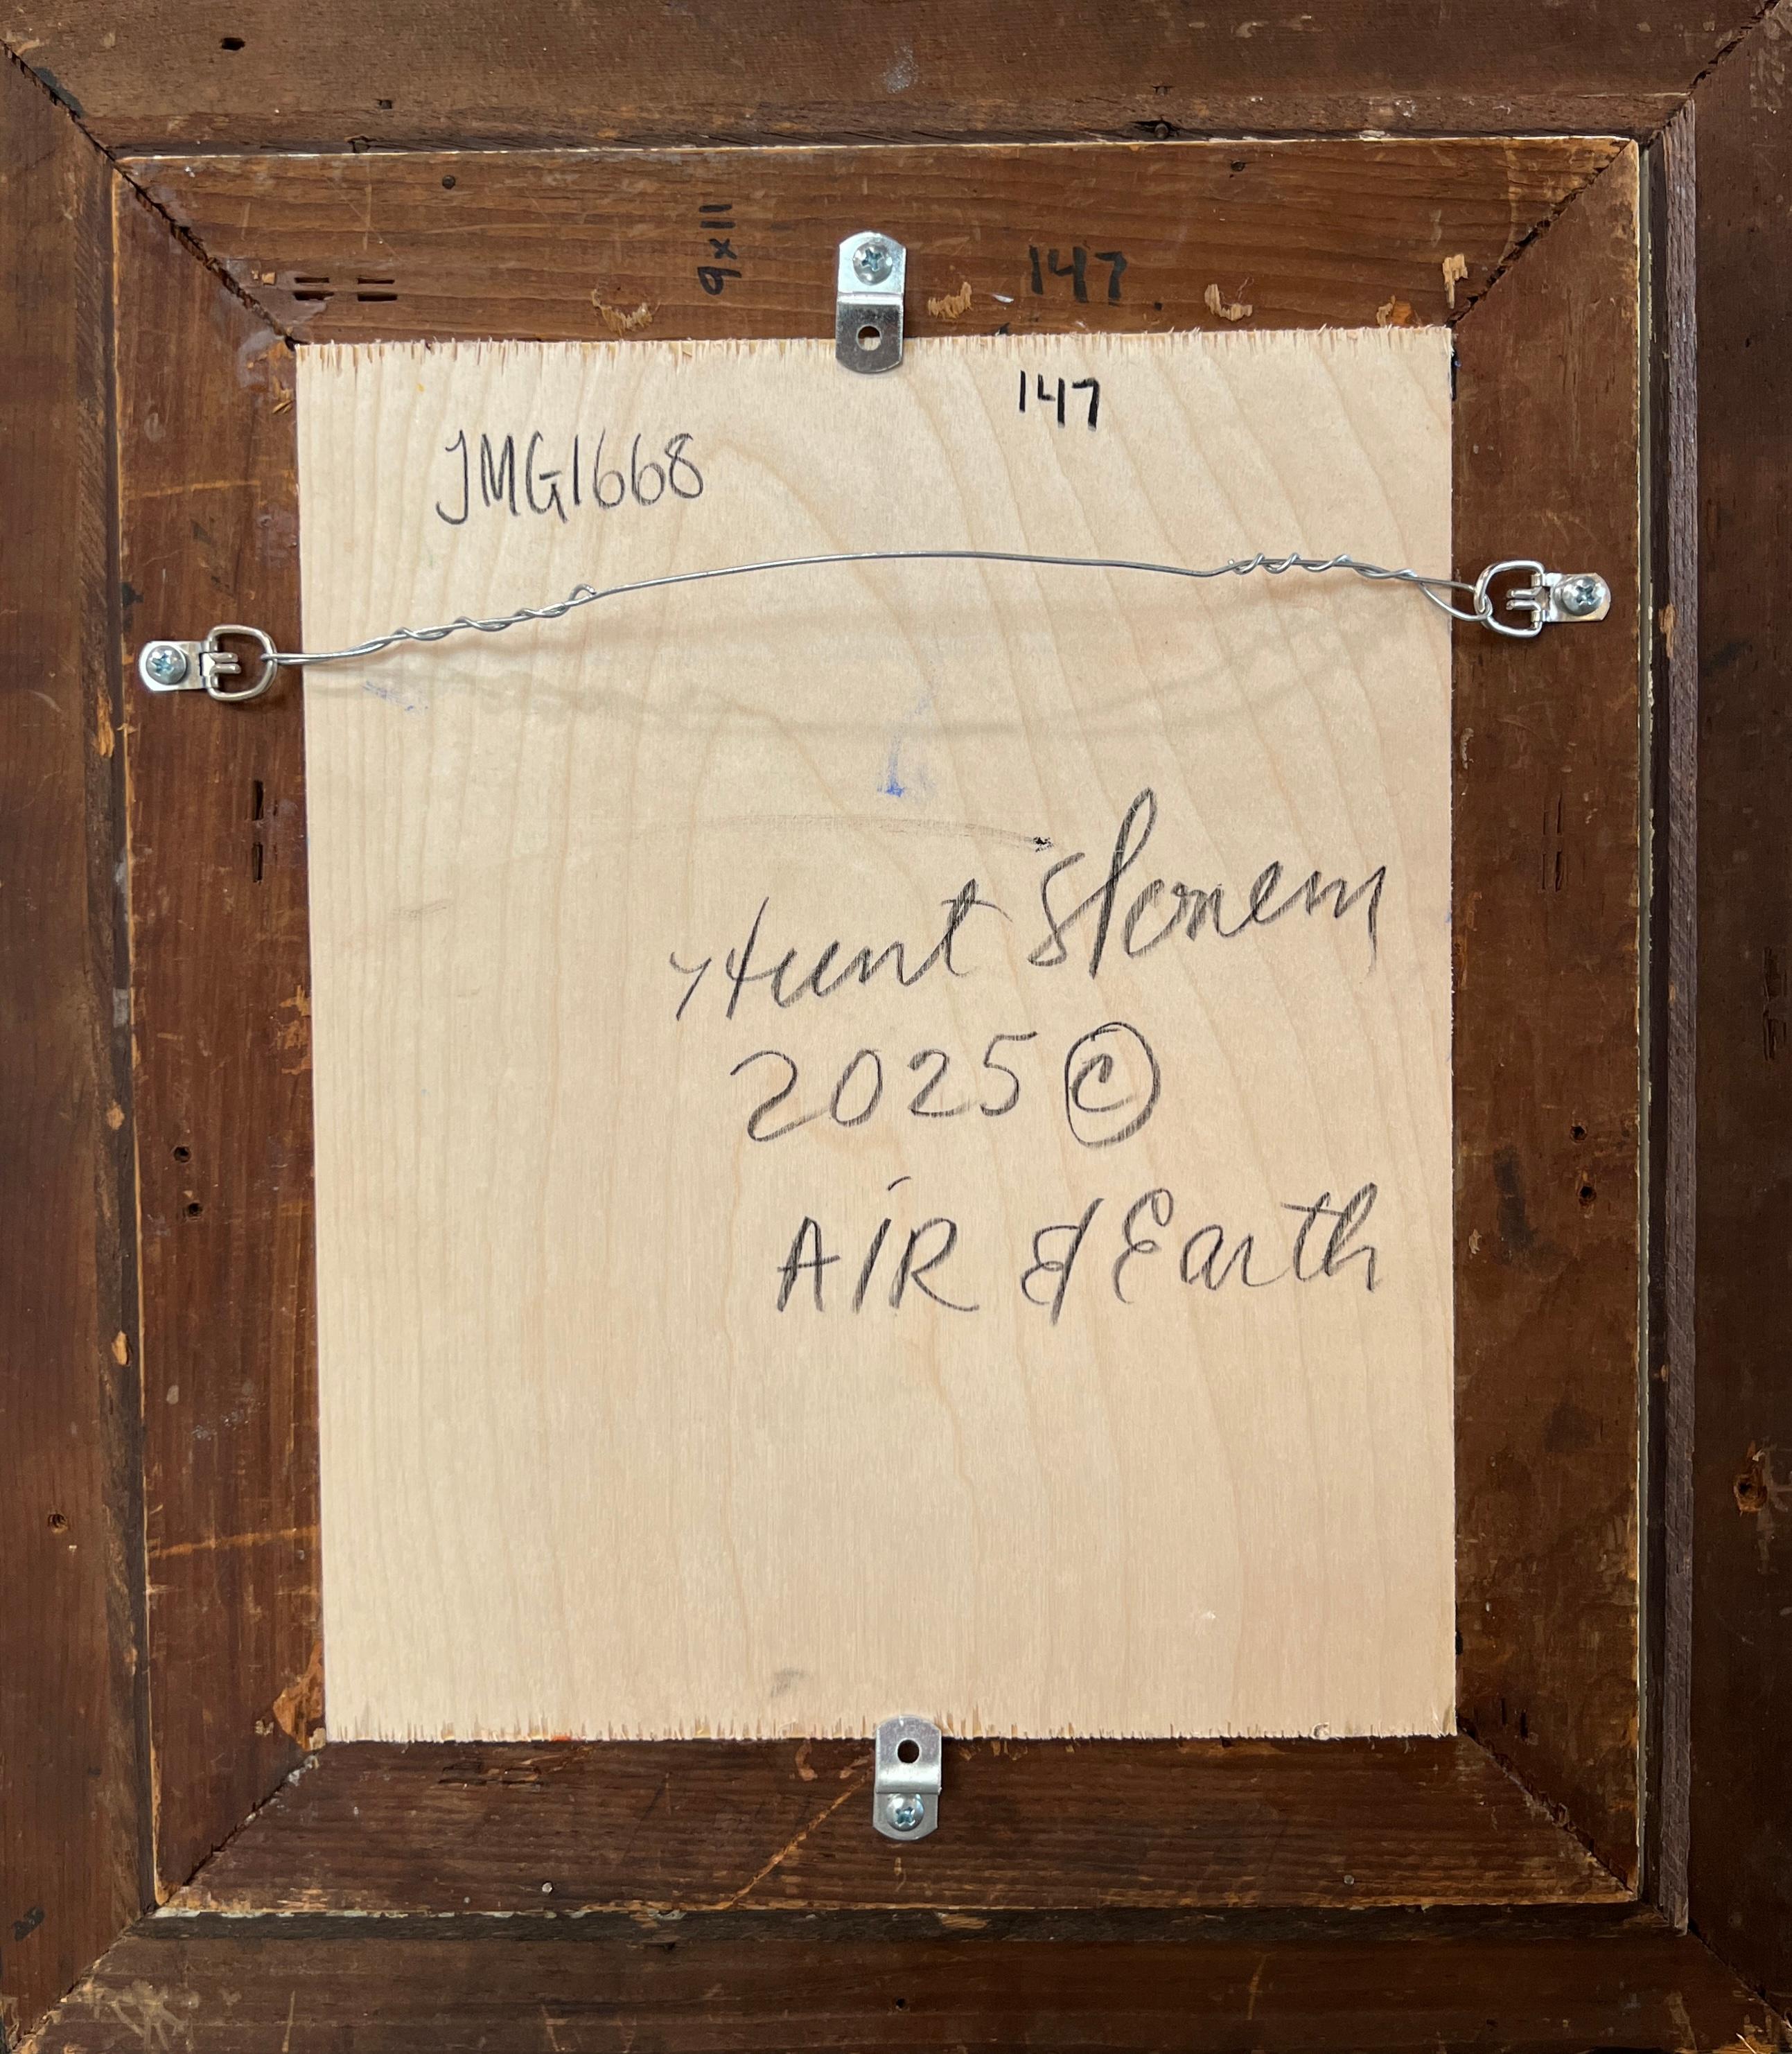 9x11
147.
147
JMG1668
Hunt Slonem
2025 ©
AIR & Earth